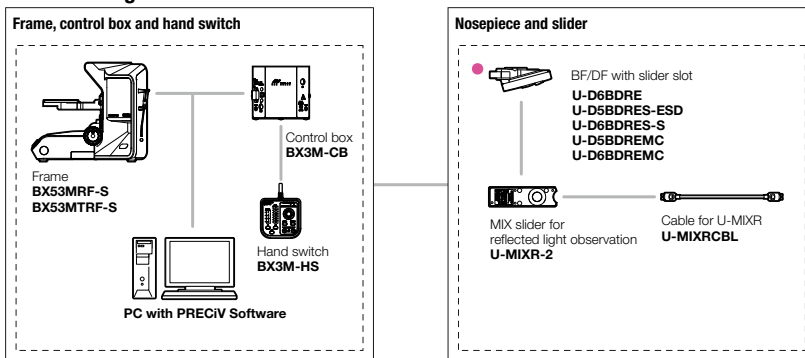 Frame, control box and hand switch
Control box
BX3M-CB
Frame
BX53MRF-S
BX53MTRF-S
Hand switch
BX3M-HS
PC with PRECiV Software
Nosepiece and slider
BF/DF with slider slot
U-D6BDRE
U-D5BDRES-ESD
U-D6BDRES-S
U-D5BDREMC
U-D6BDREMC
MIX slider for
reflected light observation
U-MIXR-2
Cable for U-MIXR
U-MIXRCBL